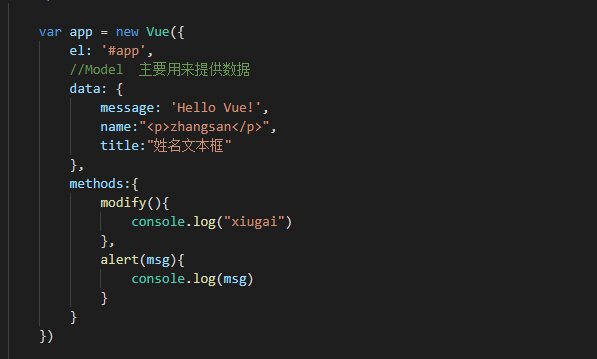 var app = new Vue({
    el: '#app',
    //Model  主要用来提供数据
    data: {
        message: 'Hello Vue!',
        name:"<p>zhangsan</p>",
        title:"姓名文本框"
    },
    methods:{
        modify(){
            console.log("xiugai")
        },
        alert(msg){
            console.log(msg)
        }
    }
})